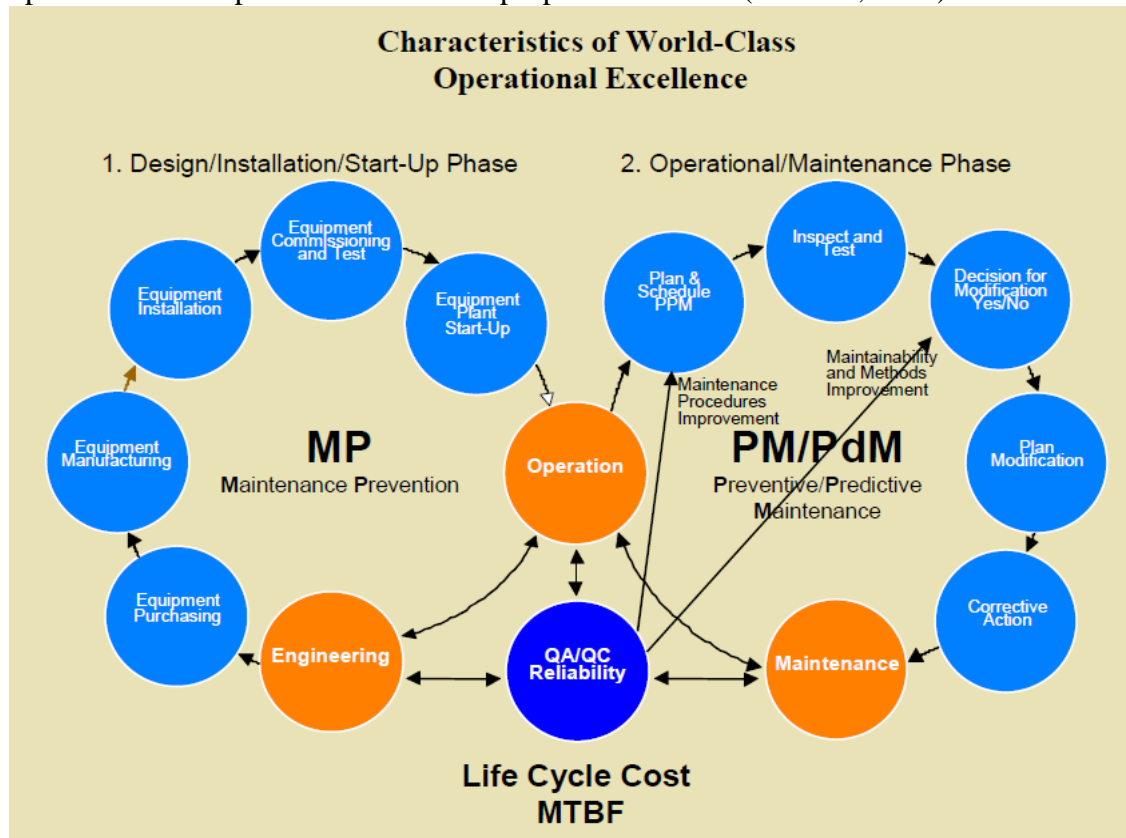 Characteristics of World-Class
Operational Excellence
1. Design/Installation/Start-Up Phase
2. Operational/Maintenance Phase
Equipment
Commissioning
and Test
Equipment
Installation
Equipment
Plant
Start-Up
Equipment
Manufacturing
MP
Maintenance Prevention
Operation
Equipment
Purchasing
Engineering
QA/QC
Reliability
Plan &
Schedule
PPM
Inspect and
Test
Decision for
Modification
Yes/No
Maintenance
Procedures
Improvement
Maintainability
and Methods
Improvement
PM/PdM
Preventive/Predictive
Maintenance
Plan
Modification
Corrective
Action
Maintenance
Life Cycle Cost
MTBF